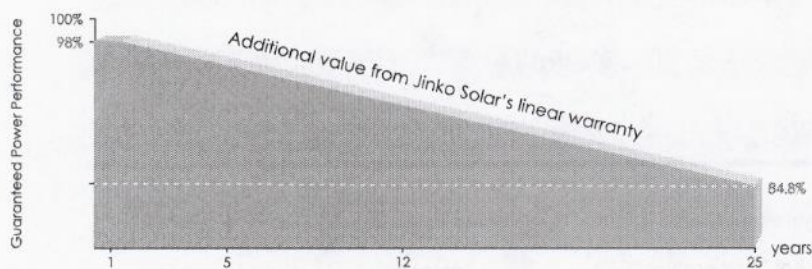 Guaranteed Power Performance
100%
98%
Additional value from Jinko Solar's linear warranty
84.8%
years
1
5
12
25